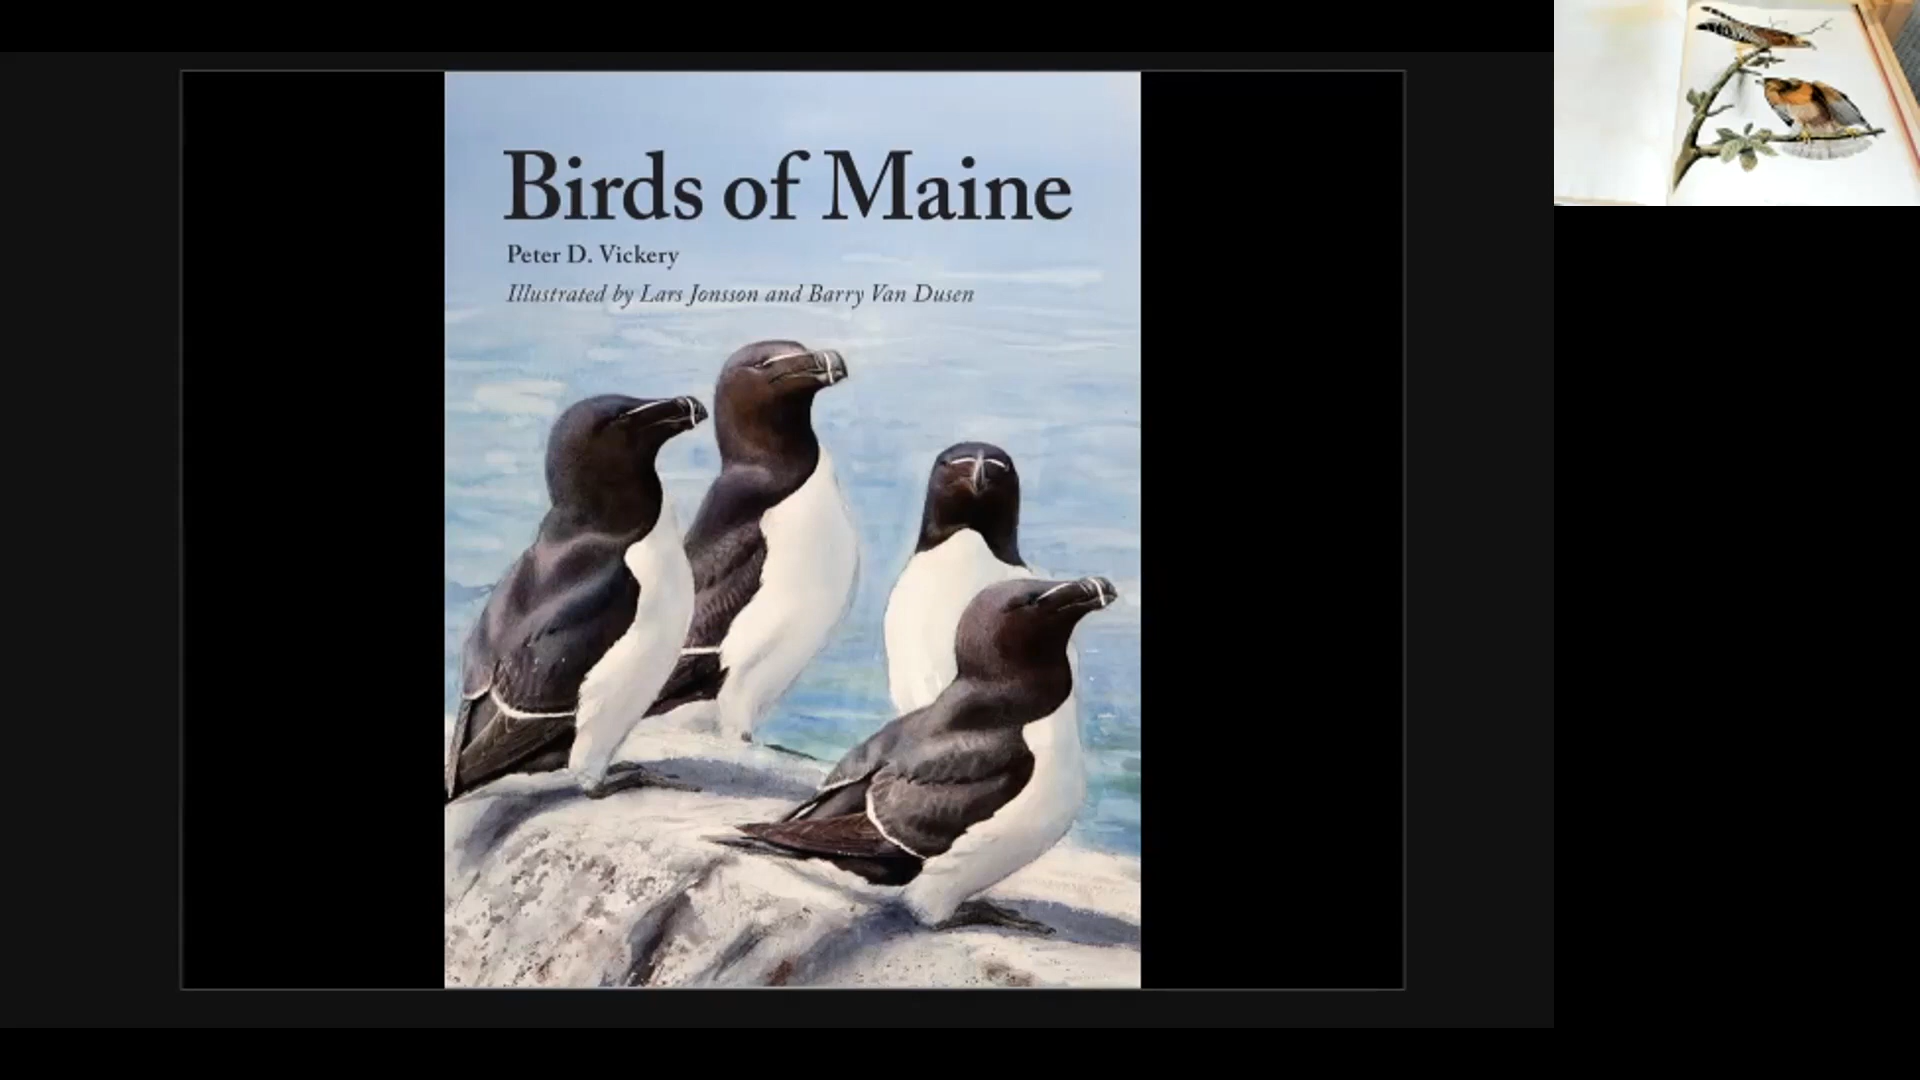 Birds of Maine
Peter D. Vickery
Illustrated by Lars Jonsson and Barry Van Dusen